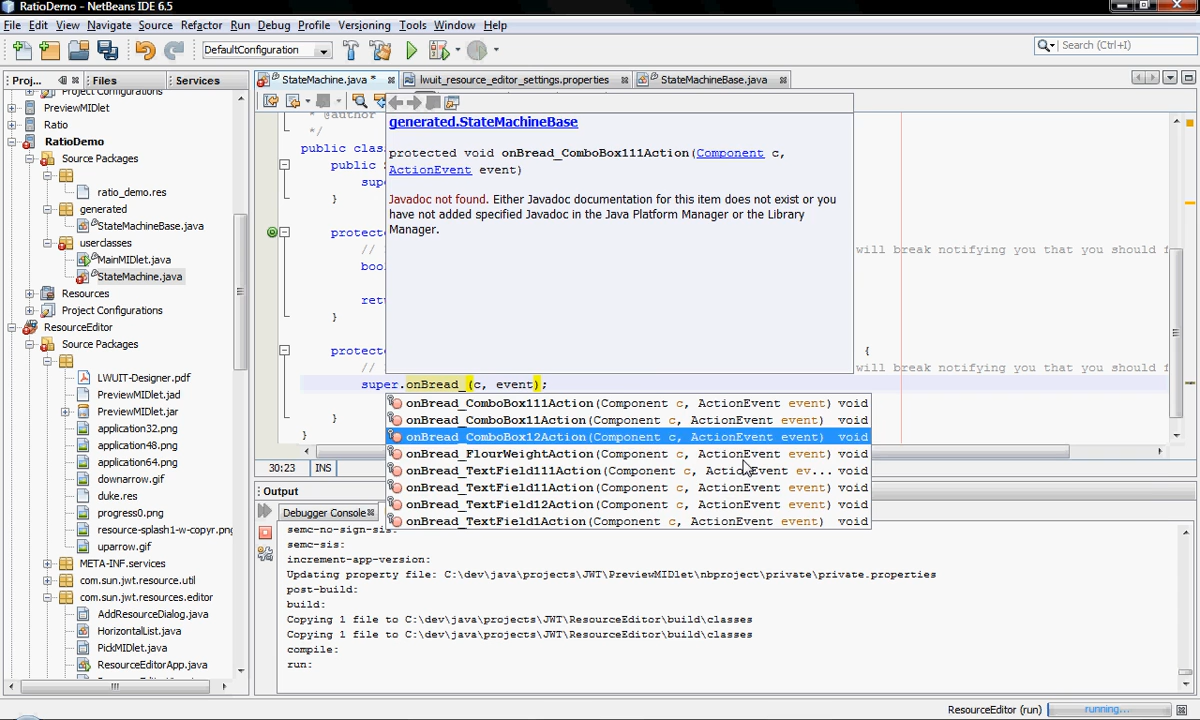 RatioDemo - NetBeans IDE 6.5
File Edit View Navigate Source Refactor Run Debug Profile Versioning Tools Window Help
DefaultConfiguration
Search (Ctrl+I)
Proj...
Files
Services
StateMachine.java *
lwuit_resource_editor_settings.properties
StateMachineBase.java
Project Configurations
PreviewMIDlet
Ratio
RatioDemo
Source Packages
ratio_demo.res
generated
StateMachineBase.java
userclasses
MainMIDlet.java
StateMachine.java
Resources
Project Configurations
ResourceEditor
Source Packages
LWUIT-Designer.pdf
PreviewMIDlet.jad
PreviewMIDlet.jar
application32.png
application48.png
application64.png
downarrow.gif
duke.res
progress0.png
resource-splash1-w-copyr.png
uparrow.gif
META-INF.services
com.sun.jwt.resource.util
com.sun.jwt.resources.editor
AddResourceDialog.java
HorizontalList.java
PickMIDlet.java
ResourceEditorApp.java
* @author
*/
public clas
public
sup
}
protect
//
will break notifying you that you should f
boo
ret
}
protect
{
//
will break notifying you that you should f
super.onBread_(c, event);
}
}
generated.StateMachineBase
protected void onBread_ComboBox111Action(Component c,
ActionEvent event)
Javadoc not found. Either Javadoc documentation for this item does not exist or you
have not added specified Javadoc in the Java Platform Manager or the Library
Manager.
onBread_ComboBox111Action(Component c, ActionEvent event) void
onBread_ComboBox11Action(Component c, ActionEvent event) void
onBread_ComboBox12Action(Component c, ActionEvent event) void
onBread_FlourWeightAction(Component c, ActionEvent event) void
onBread_TextField111Action(Component c, ActionEvent ev... void
onBread_TextField11Action(Component c, ActionEvent event) void
onBread_TextField12Action(Component c, ActionEvent event) void
onBread_TextField1Action(Component c, ActionEvent event) void
30:23
INS
Output
Debugger Console
semc-no-sign-sis:
semc-sis:
increment-app-version:
Updating property file: C:\dev\java\projects\JWT\PreviewMIDlet\nbproject\private\private.properties
post-build:
build:
Copying 1 file to C:\dev\java\projects\JWT\ResourceEditor\build\classes
Copying 1 file to C:\dev\java\projects\JWT\ResourceEditor\build\classes
compile:
run:
ResourceEditor (run)
running...